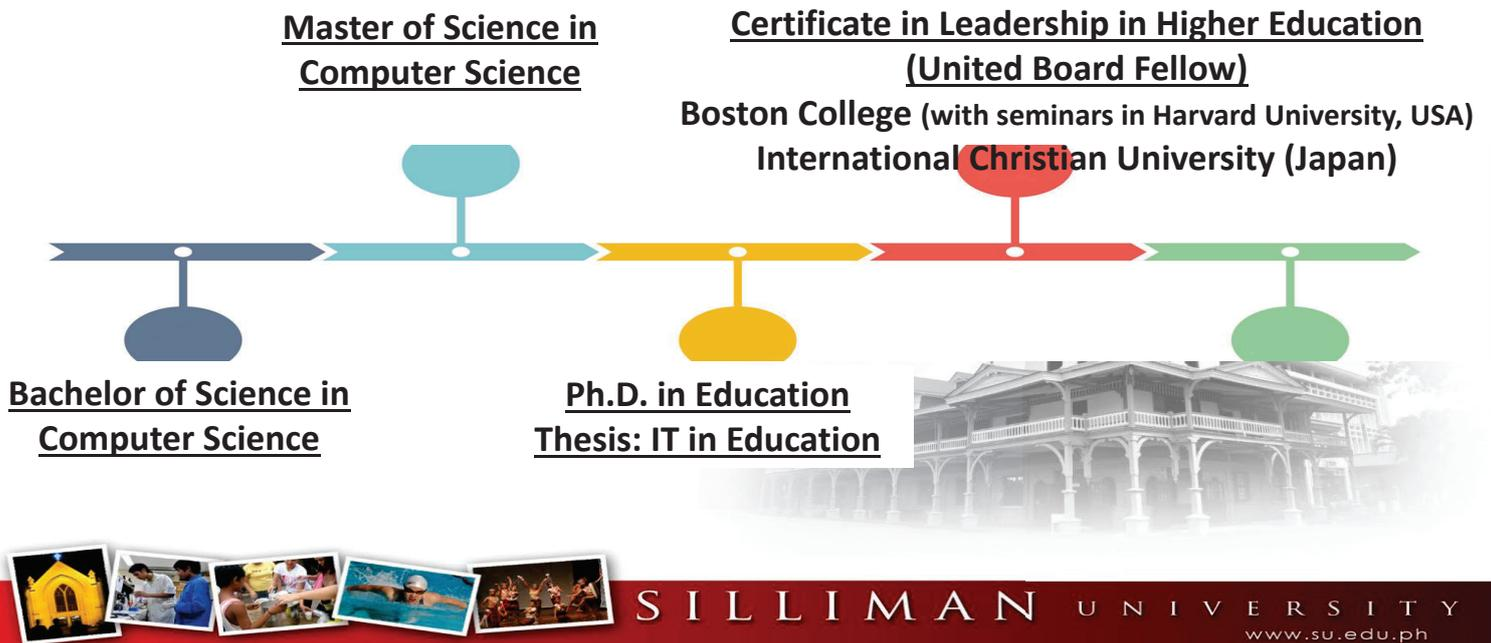 Master of Science in
Computer Science
Certificate in Leadership in Higher Education
(United Board Fellow)
Boston College (with seminars in Harvard University, USA)
International Christian University (Japan)
Bachelor of Science in
Computer Science
Ph.D. in Education
Thesis: IT in Education
SILLIMAN UNIVERSITY
www.su.edu.ph